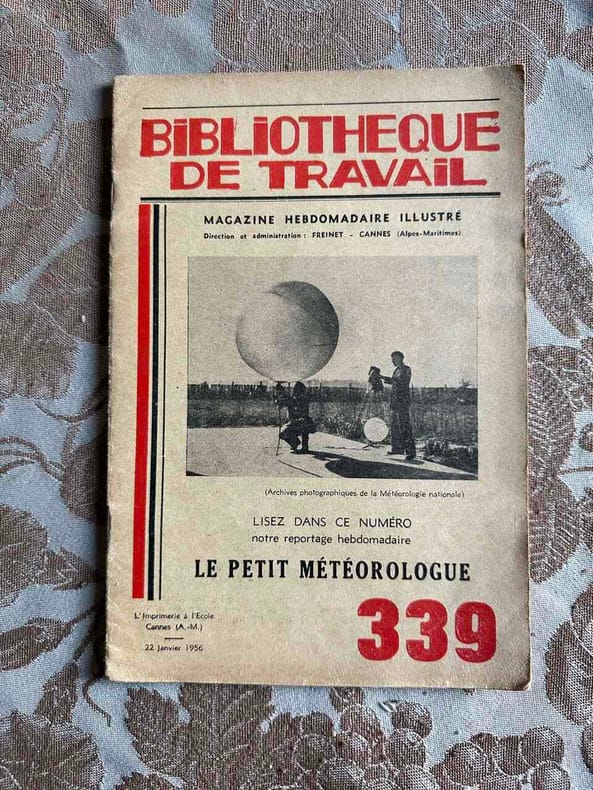 BiBLiOTHEQUE
DE TRAVAiL
MAGAZINE HEBDOMADAIRE ILLUSTRÉ
Direction et administration : FREINET - CANNES (Alpes-Maritimes)
(Archives photographiques de la Météorologie nationale)
LISEZ DANS CE NUMÉRO
notre reportage hebdomadaire
LE PETIT MÉTÉOROLOGUE
L'Imprimerie à l'Ecole
Cannes (A.-M.)
22 Janvier 1956
339